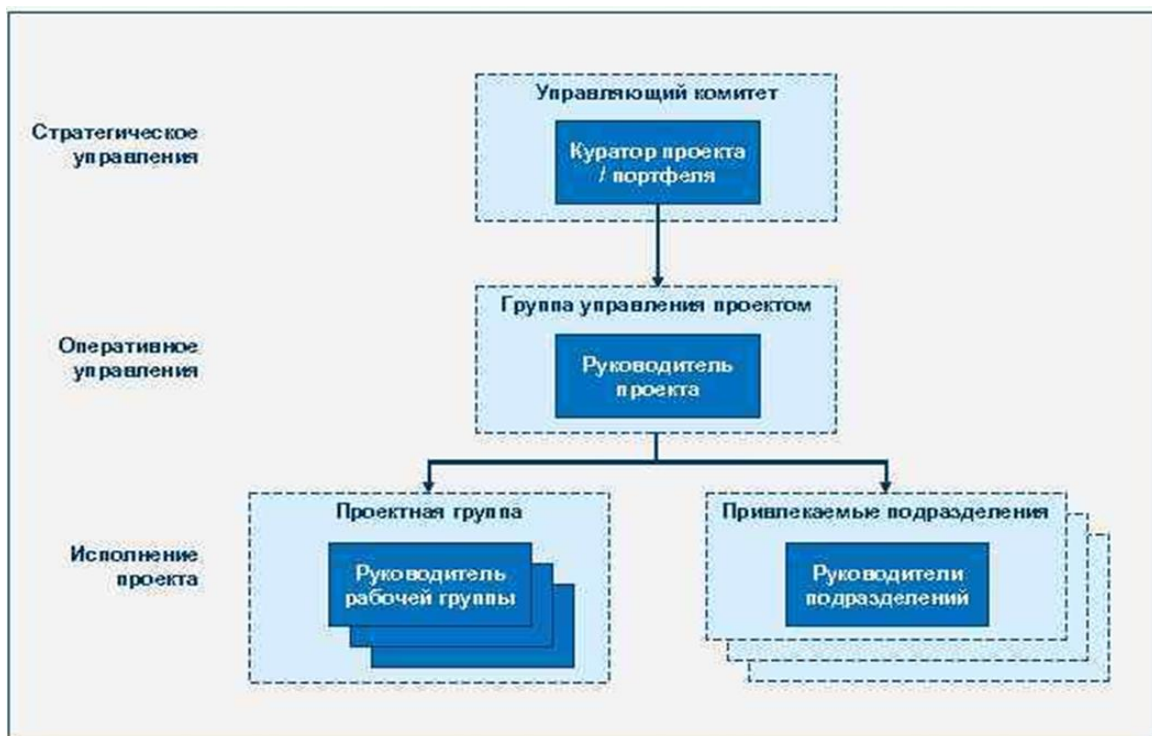 Управляющий комитет
Стратегическое
управления
Куратор проекта
/ портфеля
Группа управления проектом
Оперативное
управления
Руководитель
проекта
Проектная группа
Привлекаемые подразделения
Исполнение
проекта
Руководитель
рабочей группы
Руководители
подразделений